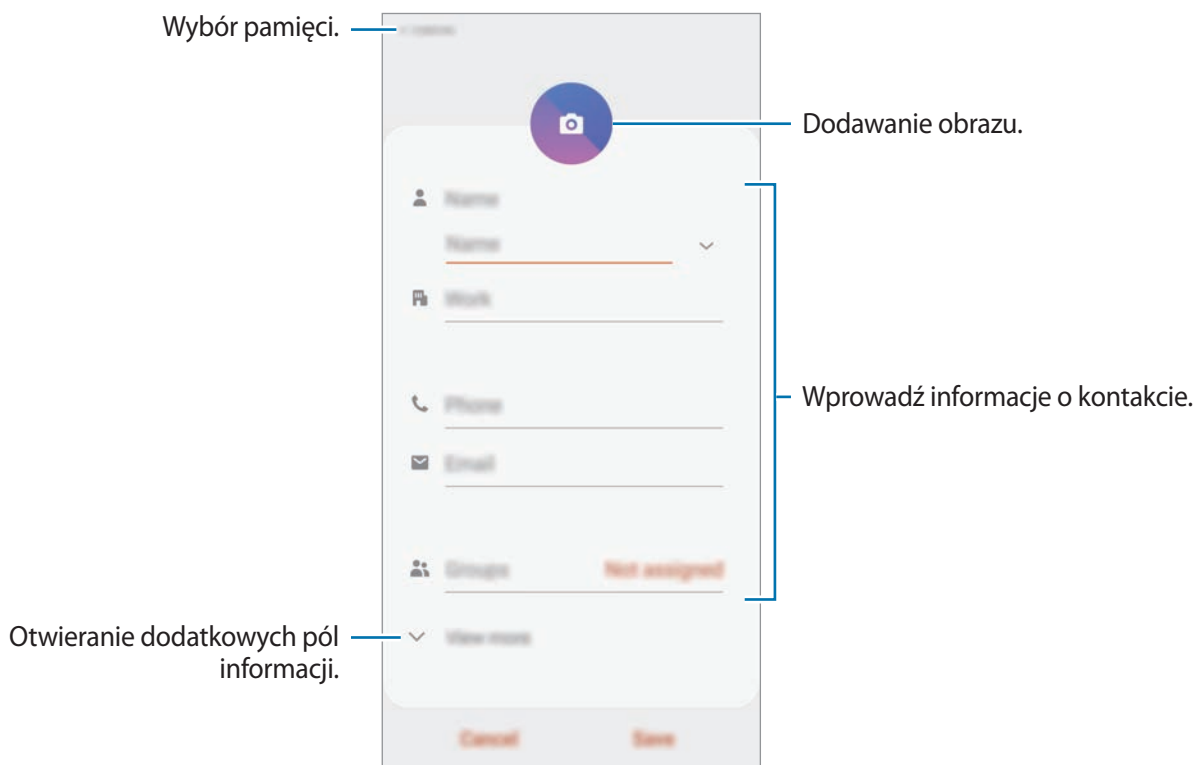 Wybór pamięci.
Dodawanie obrazu.
Name
Name
Work
Phone
Wprowadź informacje o kontakcie.
Email
Groups Not assigned
Otwieranie dodatkowych pól
informacji.
View more
Cancel Save